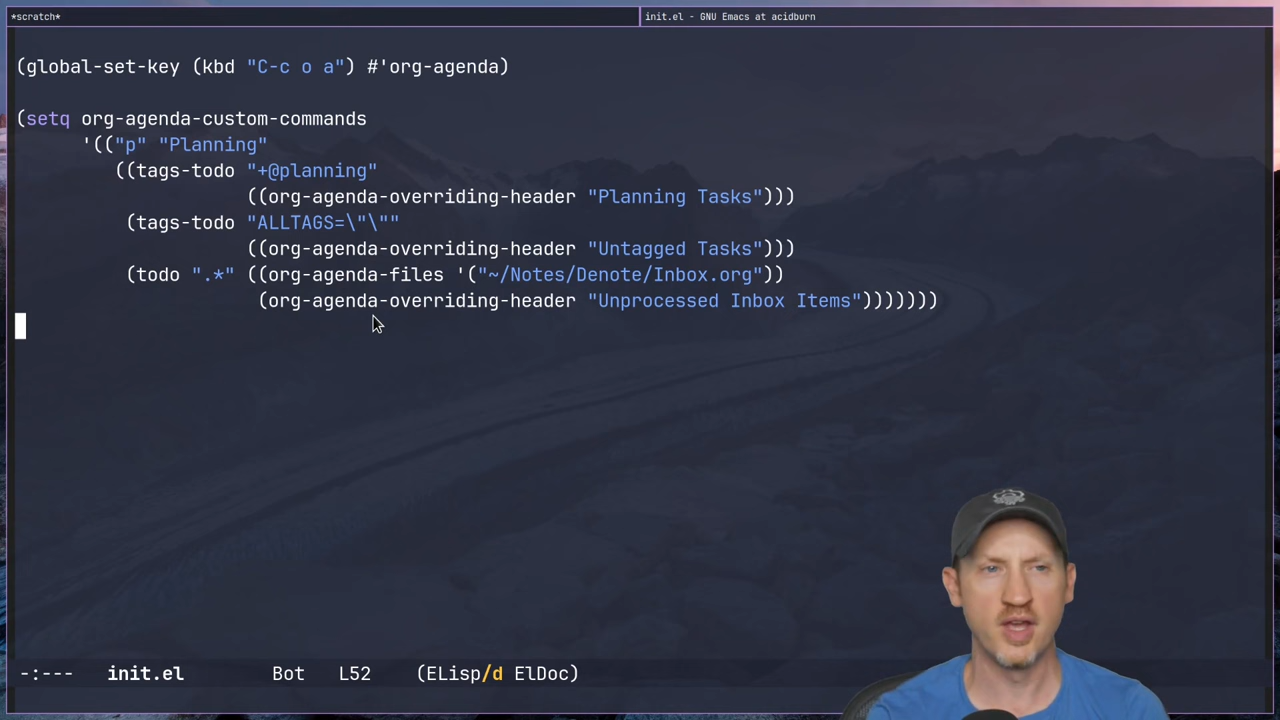 *scratch*
init.el - GNU Emacs at acidburn
(global-set-key (kbd "C-c o a") #'org-agenda)
(setq org-agenda-custom-commands
'(("p" "Planning"
((tags-todo "+@planning"
((org-agenda-overriding-header "Planning Tasks")))
(tags-todo "ALLTAGS=\"\""
((org-agenda-overriding-header "Untagged Tasks")))
(todo ".*" ((org-agenda-files '("~/Notes/Denote/Inbox.org"))
(org-agenda-overriding-header "Unprocessed Inbox Items")))))))
-:--- init.el Bot L52 (ELisp/d ElDoc)